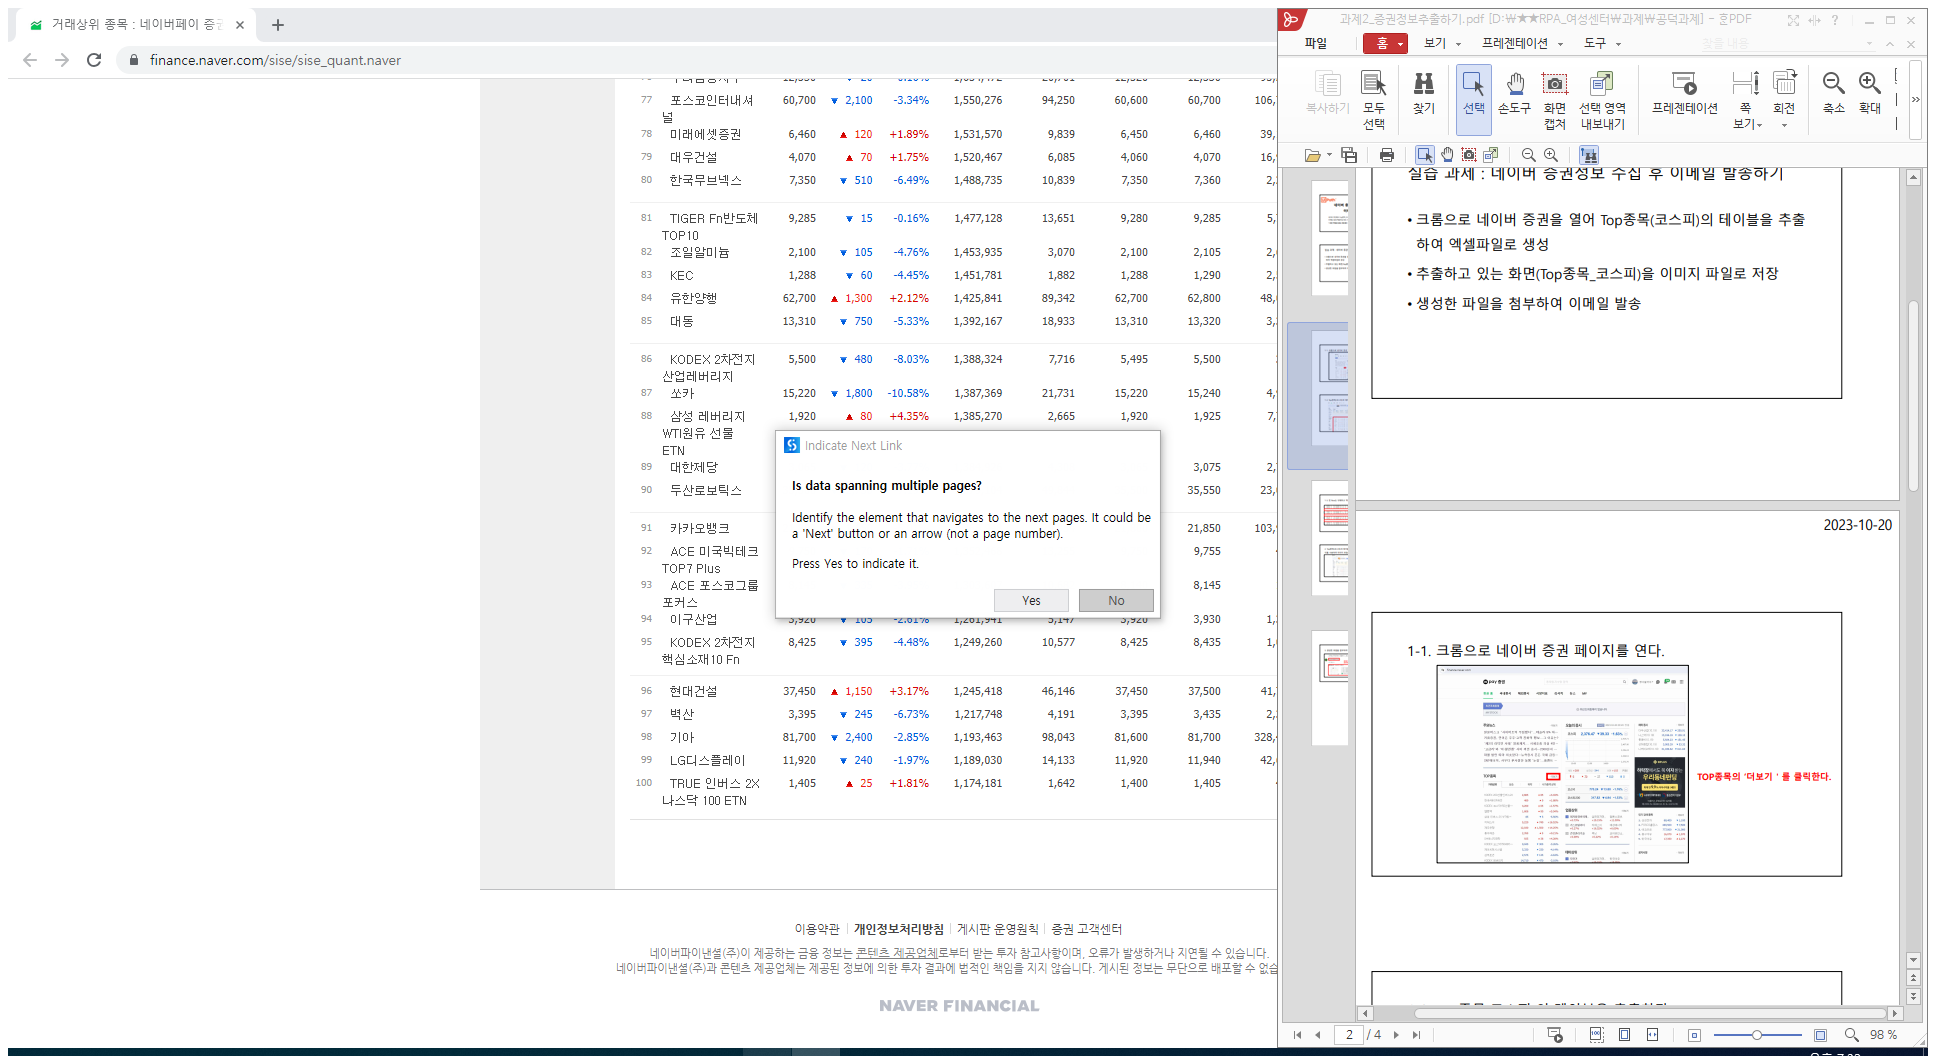 거래상위 종목 : 네이버페이 증권
finance.naver.com/sise/sise_quant.naver
77 포스코인터내셔널 60,700 ▼ 2,100 -3.34% 1,550,276 94,250 60,600 60,700 106,
78 미래에셋증권 6,460 ▲ 120 +1.89% 1,531,570 9,839 6,450 6,460 39,
79 대우건설 4,070 ▲ 70 +1.75% 1,520,467 6,085 4,060 4,070 16,
80 한국무브넥스 7,350 ▼ 510 -6.49% 1,488,735 10,839 7,350 7,360 2,
81 TIGER Fn반도체TOP10 9,285 ▼ 15 -0.16% 1,477,128 13,651 9,280 9,285 5,
82 조일알미늄 2,100 ▼ 105 -4.76% 1,453,935 3,070 2,100 2,105 2,
83 KEC 1,288 ▼ 60 -4.45% 1,451,781 1,882 1,288 1,290 2,
84 유한양행 62,700 ▲ 1,300 +2.12% 1,425,841 89,342 62,700 62,800 48,
85 대동 13,310 ▼ 750 -5.33% 1,392,167 18,933 13,310 13,320 3,
86 KODEX 2차전지산업레버리지 5,500 ▼ 480 -8.03% 1,388,324 7,716 5,495 5,500
87 쏘카 15,220 ▼ 1,800 -10.58% 1,387,369 21,731 15,220 15,240 4,
88 삼성 레버리지 WTI원유 선물 ETN 1,920 ▲ 80 +4.35% 1,385,270 2,665 1,920 1,925 7,
89 대한제당 3,075 2,
90 두산로보틱스 35,550 23,
91 카카오뱅크 21,850 103,
92 ACE 미국빅테크TOP7 Plus 9,755
93 ACE 포스코그룹포커스 8,145
94 이구산업 3,920 ▼ 105 -2.61% 1,261,941 5,147 3,920 3,930 1,
95 KODEX 2차전지핵심소재10 Fn 8,425 ▼ 395 -4.48% 1,249,260 10,577 8,425 8,435 1,
96 현대건설 37,450 ▲ 1,150 +3.17% 1,245,418 46,146 37,450 37,500 41,
97 벽산 3,395 ▼ 245 -6.73% 1,217,748 4,191 3,395 3,435 2,
98 기아 81,700 ▼ 2,400 -2.85% 1,193,463 98,043 81,600 81,700 328,
99 LG디스플레이 11,920 ▼ 240 -1.97% 1,189,030 14,133 11,920 11,940 42,
100 TRUE 인버스 2X 나스닥 100 ETN 1,405 ▲ 25 +1.81% 1,174,181 1,642 1,400 1,405
Indicate Next Link
Is data spanning multiple pages?
Identify the element that navigates to the next pages. It could be
a 'Next' button or an arrow (not a page number).
Press Yes to indicate it.
Yes No
이용약관 개인정보처리방침 게시판 운영원칙 증권 고객센터
네이버파이낸셜(주)이 제공하는 금융 정보는 콘텐츠 제공업체로부터 받는 투자 참고사항이며, 오류가 발생하거나 지연될 수 있습니다.
네이버파이낸셜(주)과 콘텐츠 제공업체는 제공된 정보에 의한 투자 결과에 법적인 책임을 지지 않습니다. 게시된 정보는 무단으로 배포할 수 없습
NAVER FINANCIAL
과제2_증권정보추출하기.pdf [D:₩★★RPA_여성센터₩과제₩공덕과제] - 훈PDF
파일 홈 보기 프레젠테이션 도구 찾을 내용
복사하기 모두 선택 찾기 선택 손도구 화면 캡처 선택 영역 내보내기 프레젠테이션 쪽 보기 회전 축소 확대
실습 과제 : 네이버 증권정보 수집 후 이메일 발송하기
• 크롬으로 네이버 증권을 열어 Top종목(코스피)의 테이블을 추출
하여 엑셀파일로 생성
• 추출하고 있는 화면(Top종목_코스피)을 이미지 파일로 저장
• 생성한 파일을 첨부하여 이메일 발송
2023-10-20
1-1. 크롬으로 네이버 증권 페이지를 연다.
TOP종목의 '더보기 ' 를 클릭한다.
2 / 4
98 %